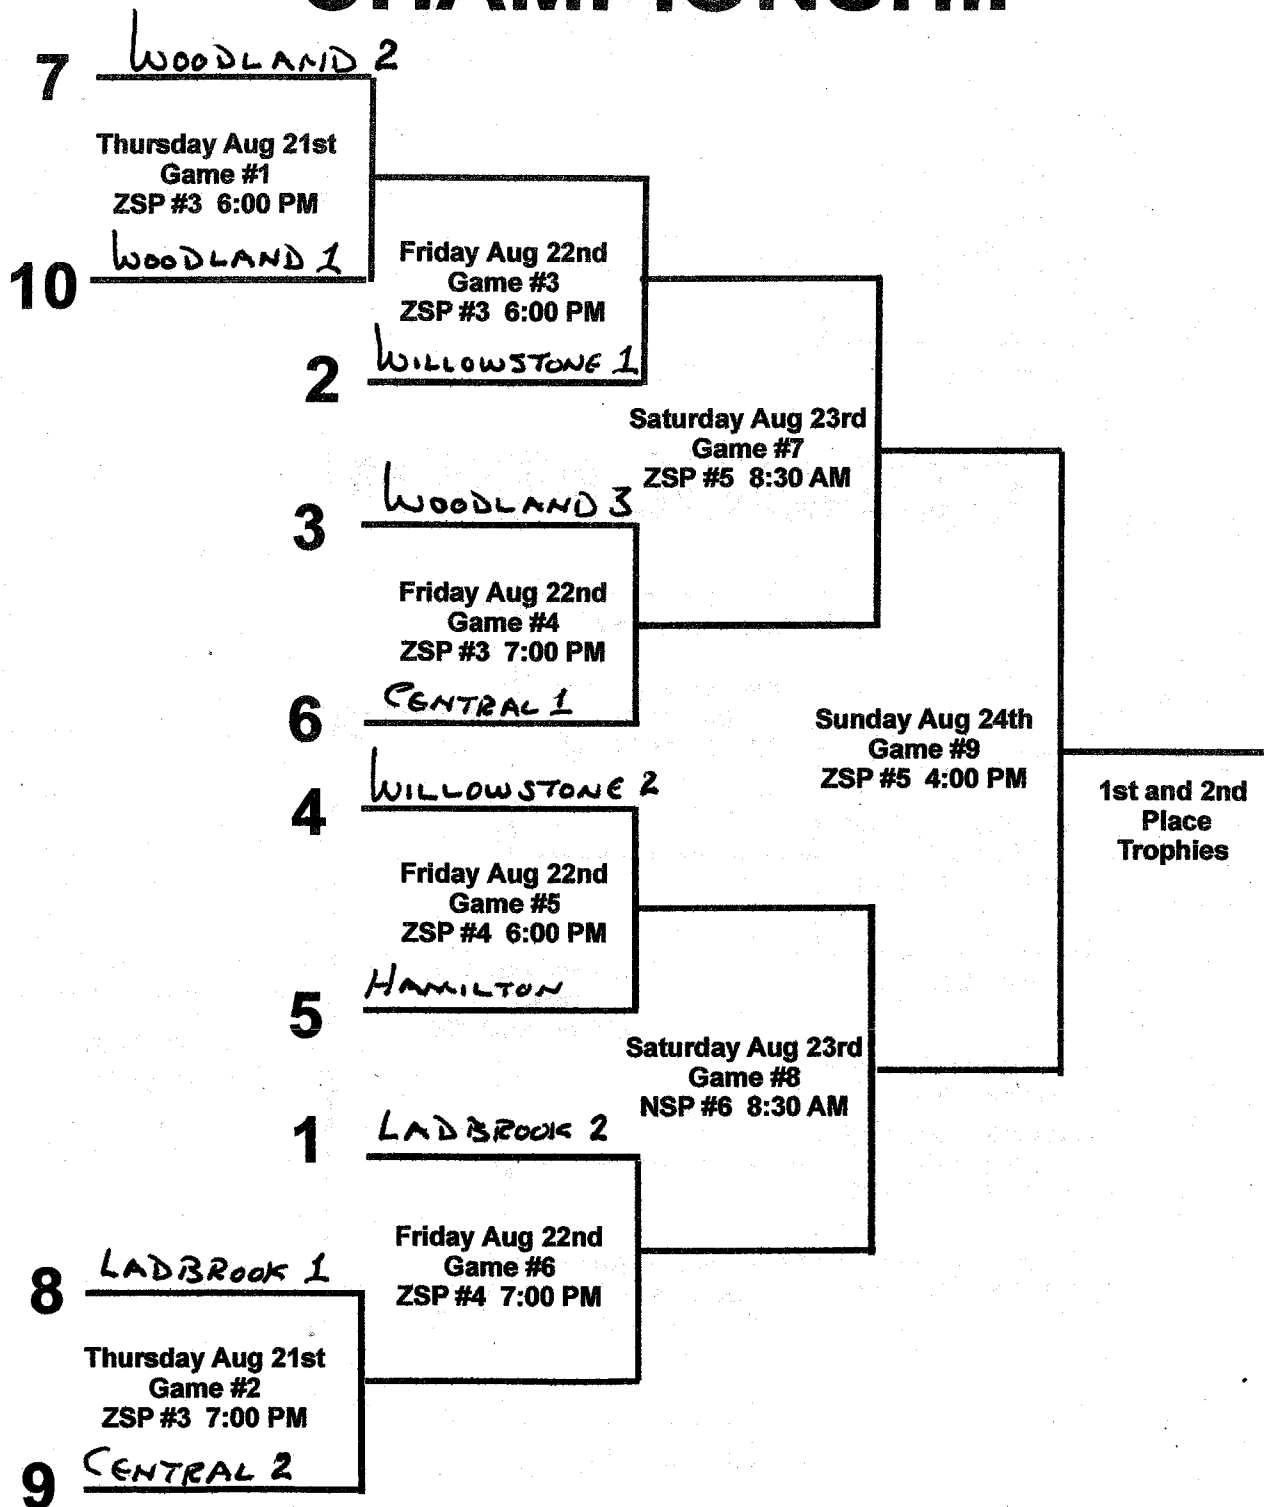 CHAMPIONSHIP
7 WOODLAND 2
Thursday Aug 21st
Game #1
ZSP #3 6:00 PM
10 WOODLAND 1
Friday Aug 22nd
Game #3
ZSP #3 6:00 PM
2 WILLOWSTONE 1
Saturday Aug 23rd
Game #7
ZSP #5 8:30 AM
3 WOODLAND 3
Friday Aug 22nd
Game #4
ZSP #3 7:00 PM
6 CENTRAL 1
Sunday Aug 24th
Game #9
ZSP #5 4:00 PM
1st and 2nd
Place
Trophies
4 WILLOWSTONE 2
Friday Aug 22nd
Game #5
ZSP #4 6:00 PM
5 HAMILTON
Saturday Aug 23rd
Game #8
NSP #6 8:30 AM
1 LADBROOK 2
Friday Aug 22nd
Game #6
ZSP #4 7:00 PM
8 LADBROOK 1
Thursday Aug 21st
Game #2
ZSP #3 7:00 PM
9 CENTRAL 2